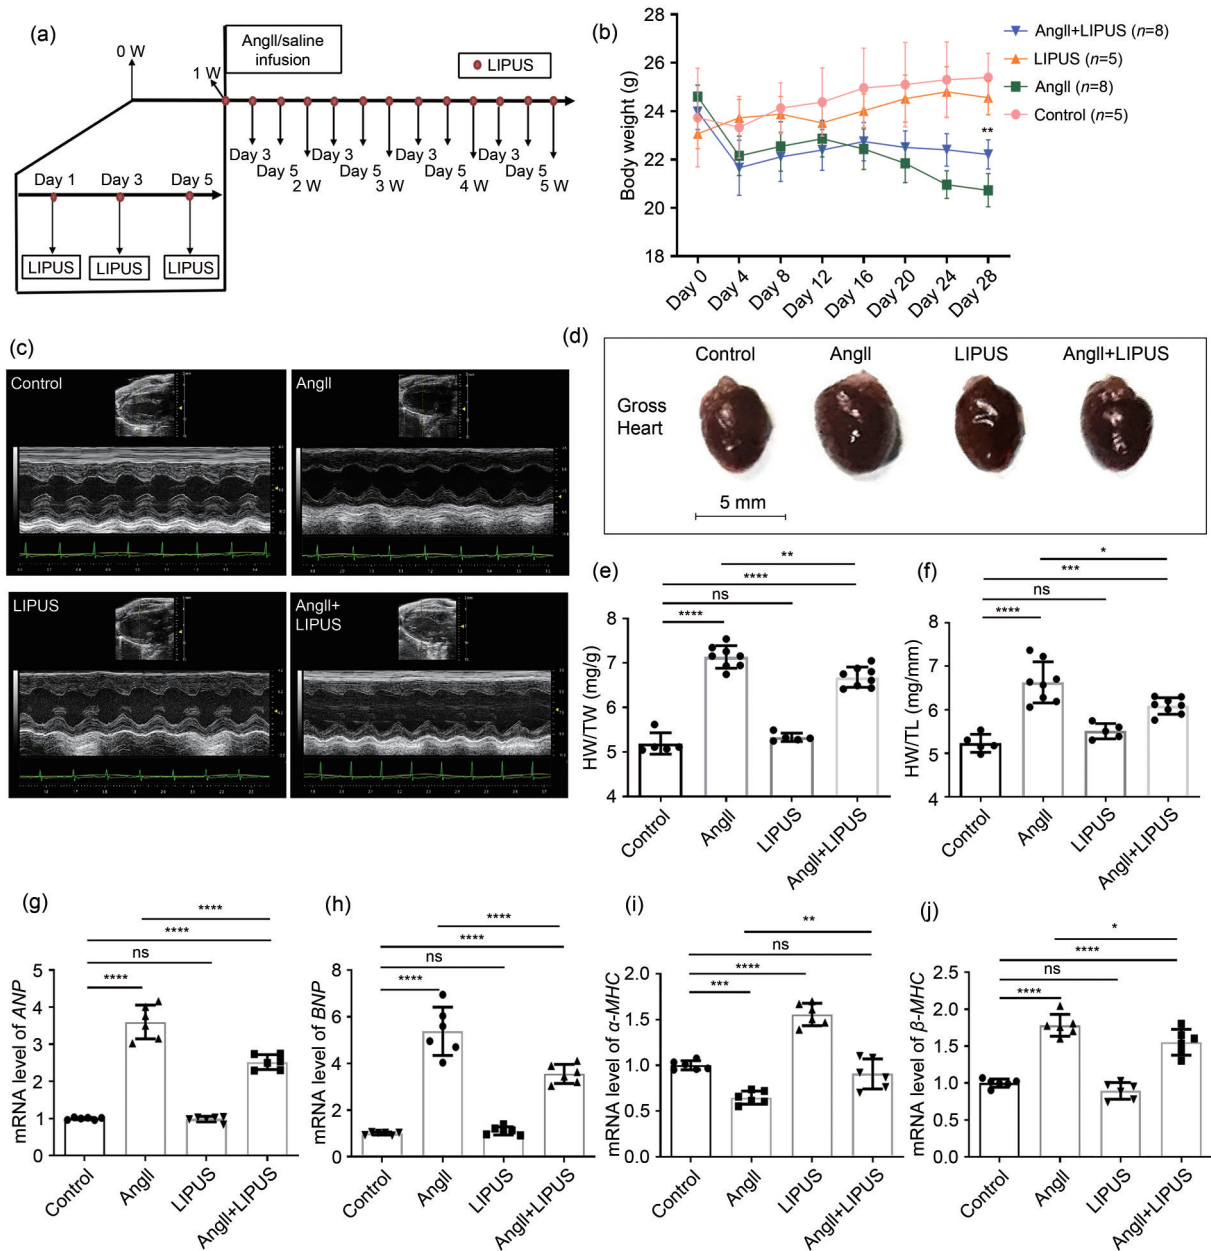 (a)
0 W
1 W
AngII/saline
infusion
LIPUS
Day 3
Day 5
2 W
Day 3
Day 5
3 W
Day 3
Day 5
4 W
Day 3
Day 5
5 W
Day 1
Day 3
Day 5
LIPUS
LIPUS
LIPUS
(b)
Body weight (g)
26
24
22
20
18
28
Day 0
Day 4
Day 8
Day 12
Day 16
Day 20
Day 24
Day 28
**
AngII+LIPUS (n=8)
LIPUS (n=5)
AngII (n=8)
Control (n=5)
(c)
Control
AngII
LIPUS
AngII+
LIPUS
(d)
Control
AngII
LIPUS
AngII+LIPUS
Gross
Heart
5 mm
(e)
**
****
ns
****
HW/TW (mg/g)
8
7
6
5
4
Control
AngII
LIPUS
AngII+LIPUS
(f)
*
***
ns
****
HW/TL (mg/mm)
8
7
6
5
4
Control
AngII
LIPUS
AngII+LIPUS
(g)
****
****
ns
****
mRNA level of ANP
5
4
3
2
1
0
Control
AngII
LIPUS
AngII+LIPUS
(h)
****
****
ns
****
mRNA level of BNP
8
6
4
2
0
Control
AngII
LIPUS
AngII+LIPUS
(i)
**
ns
****
***
mRNA level of α-MHC
2.0
1.5
1.0
0.5
0.0
Control
AngII
LIPUS
AngII+LIPUS
(j)
*
****
ns
****
mRNA level of β-MHC
2.5
2.0
1.5
1.0
0.5
0.0
Control
AngII
LIPUS
AngII+LIPUS